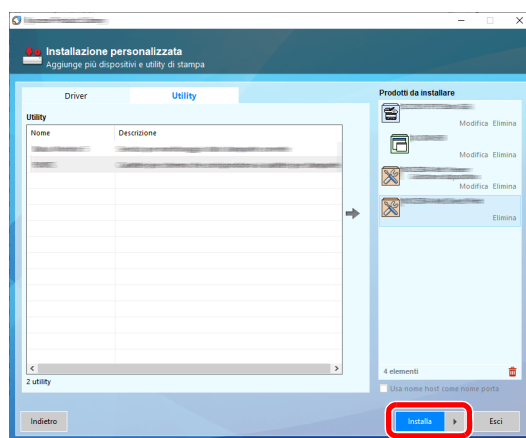 Installazione personalizzata
Aggiunge più dispositivi e utility di stampa
Driver
Utility
Utility
Nome
Descrizione
2 utility
Prodotti da installare
Modifica Elimina
Modifica Elimina
Modifica Elimina
Elimina
4 elementi
Usa nome host come nome porta
Indietro
Installa
Esci